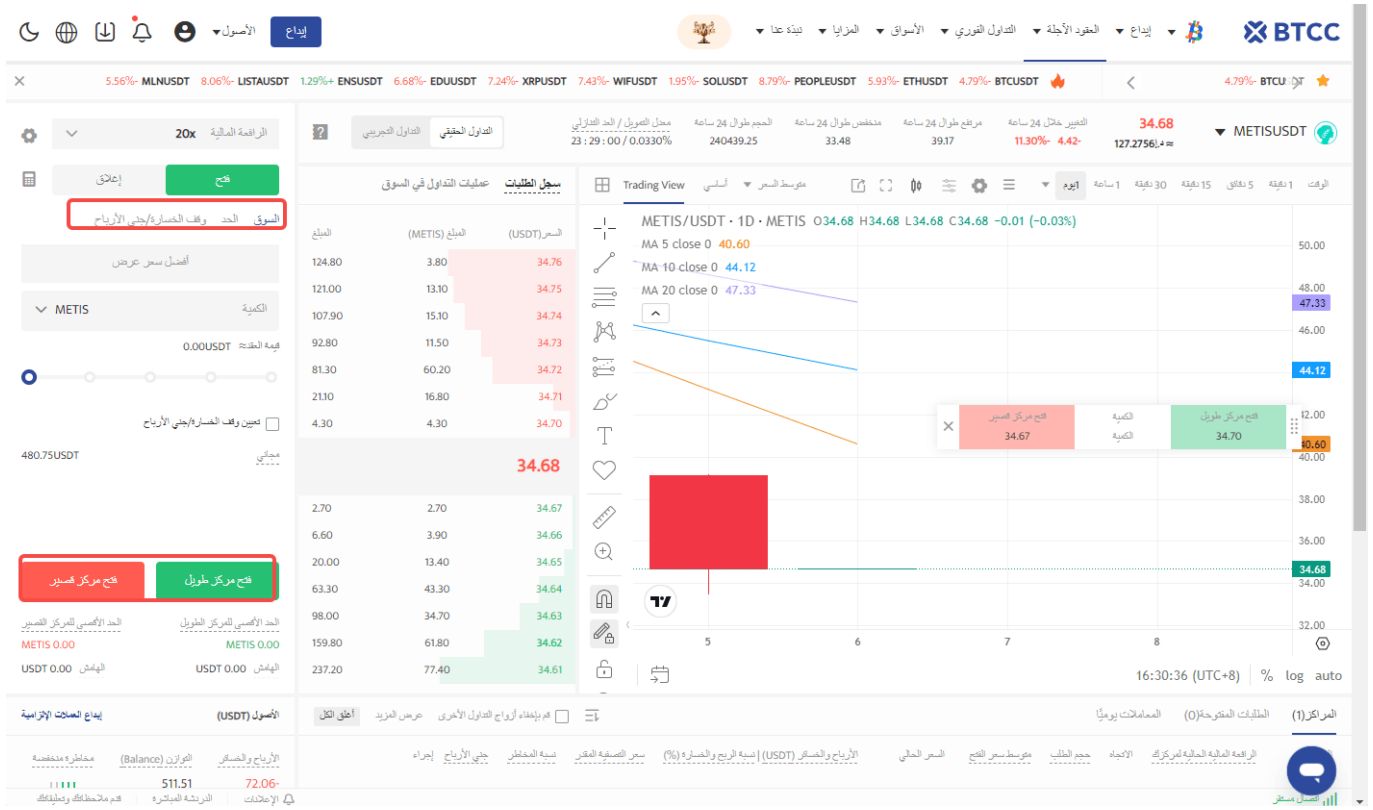 BTCC
إيداع
العقود الآجلة
التداول الفوري
الأسواق
المزايا
نبذة عنا
إيداع
الأصول
4.79%- BTCUSDT 5.93%- ETHUSDT 8.79%- PEOPLEUSDT 1.95%- SOLUSDT 7.43%- WIFUSDT 7.24%- XRPUSDT 6.68%- EDUUSDT 1.29%+ ENSUSDT 8.06%- LISTAUSDT 5.56%- MLNUSDT
METISUSDT
34.68
127.2756
التغيير خلال 24 ساعة
11.30%- 4.42-
مرتفع طوال 24 ساعة
39.17
منخفض طوال 24 ساعة
33.48
الحجم طوال 24 ساعة
240439.25
معدل التمويل / العد التنازلي
23 : 29 : 00 / 0.0330%
التداول الحقيقي
التداول التجريبي
الرافعة المالية 20x
فتح
إغلاق
السوق الحد وقف الخسارة/جني الأرباح
أفضل سعر عرض
الكمية
METIS
قيمة العقد≈ 0.00USDT
تعيين وقف الخسارة/جني الأرباح
مجاني
480.75USDT
فتح مركز طويل
فتح مركز قصير
الحد الأقصى للمركز الطويل
الحد الأقصى للمركز القصير
METIS 0.00
METIS 0.00
الهامش USDT 0.00
الهامش USDT 0.00
سجل الطلبات
عمليات التداول في السوق
السعر(USDT) المبلغ (METIS) المبلغ
34.76 3.80 124.80
34.75 13.10 121.00
34.74 15.10 107.90
34.73 11.50 92.80
34.72 60.20 81.30
34.71 16.80 21.10
34.70 4.30 4.30
34.68
34.67 2.70 2.70
34.66 3.90 6.60
34.65 13.40 20.00
34.64 43.30 63.30
34.63 34.70 98.00
34.62 61.80 159.80
34.61 77.40 237.20
الوقت 1 دقيقة 5 دقائق 15 دقيقة 30 دقيقة 1 ساعة 1يوم
متوسط السعر
أساسي
Trading View
METIS/USDT · 1D · METIS O34.68 H34.68 L34.68 C34.68 −0.01 (−0.03%)
MA 5 close 0 40.60
MA 10 close 0 44.12
MA 20 close 0 47.33
50.00
48.00
47.33
46.00
44.12
40.60
40.00
38.00
36.00
34.68
34.00
32.00
فتح مركز طويل
34.70
الكمية
الكمية
فتح مركز قصير
34.67
5 6 7 8
16:30:36 (UTC+8) % log auto
المراكز(1)
الطلبات المفتوحة(0)
المعاملات يوميًا
قم بإخفاء أزواج التداول الأخرى
عرض المزيد
أغلق الكل
الرافعة المالية الحالية لمركزك
الاتجاه
حجم الطلب
متوسط سعر الفتح
السعر الحالي
الأرباح والخسائر (USDT) | نسبة الربح والخسارة (%)
سعر التصفية المقدر
نسبة المخاطر
جني الأرباح
إجراء
الأصول (USDT)
إيداع العملات الإلزامية
الأرباح والخسائر
التوازن (Balance)
مخاطرة منخفضة
72.06-
511.51
اتصال مستقر
الإعلانات
الدردشة المباشرة
قدم ملاحظاتك وتعليقاتك